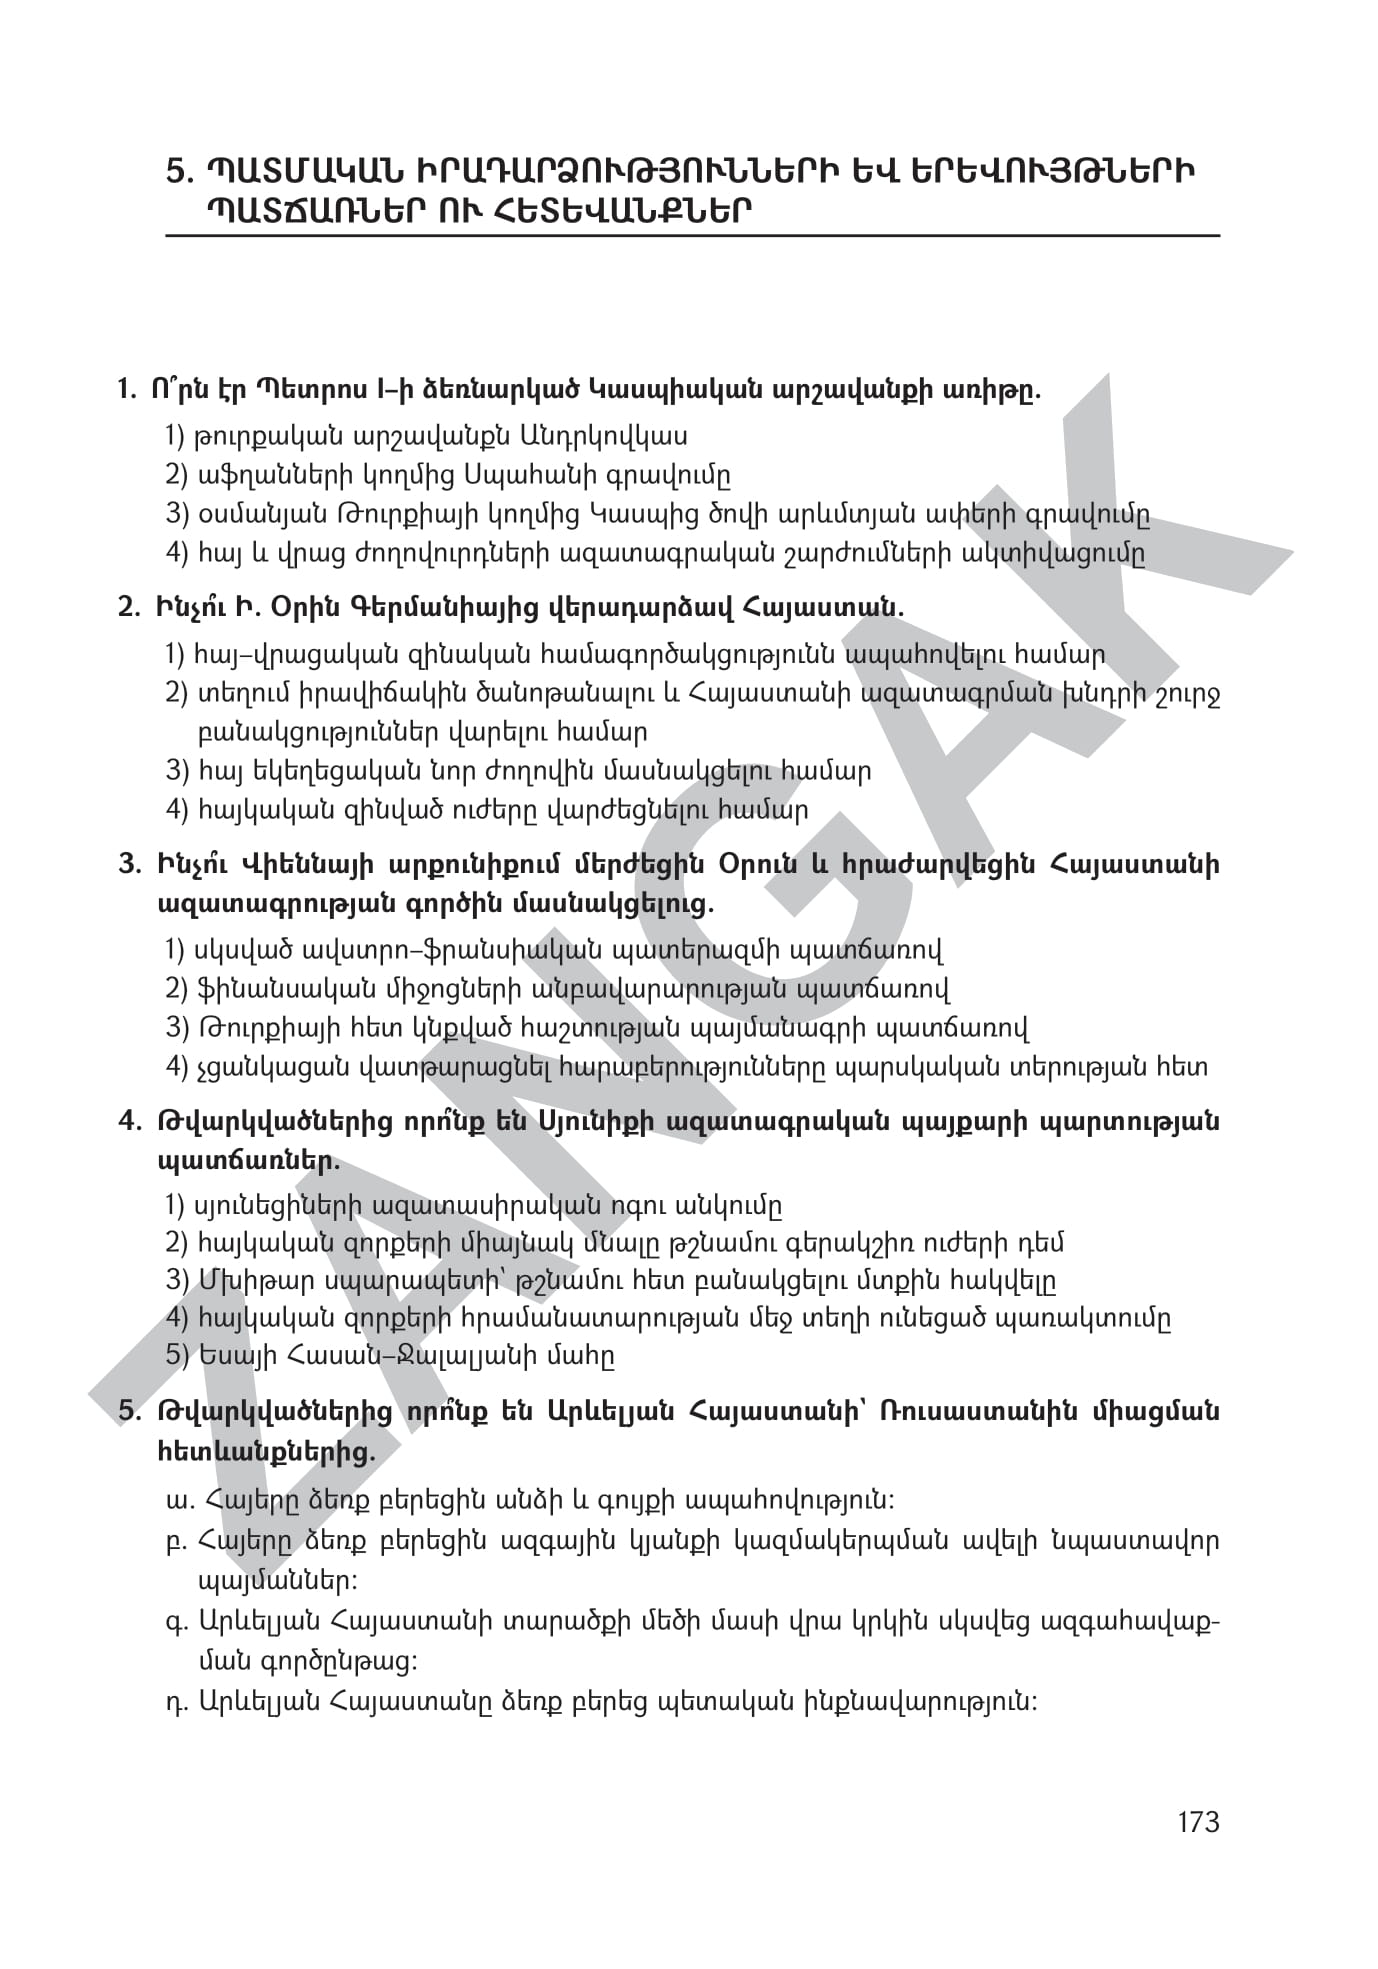 5. ՊԱՏՄԱԿԱՆ ԻՐԱԴԱՐՁՈՒԹՅՈՒՆՆԵՐԻ ԵՎ ԵՐԵՎՈՒՅԹՆԵՐԻ
ՊԱՏՃԱՌՆԵՐ ՈՒ ՀԵՏԵՎԱՆՔՆԵՐ
1. Ո՞րն էր Պետրոս I–ի ձեռնարկած Կասպիական արշավանքի առիթը.
1) թուրքական արշավանքն Անդրկովկաս
2) աֆղանների կողմից Սպահանի գրավումը
3) օսմանյան Թուրքիայի կողմից Կասպից ծովի արևմտյան ափերի գրավումը
4) հայ և վրաց ժողովուրդների ազատագրական շարժումների ակտիվացումը
2. Ինչո՞ւ Ի. Օրին Գերմանիայից վերադարձավ Հայաստան.
1) հայ–վրացական զինական համագործակցությունն ապահովելու համար
2) տեղում իրավիճակին ծանոթանալու և Հայաստանի ազատագրման խնդրի շուրջ
բանակցություններ վարելու համար
3) հայ եկեղեցական նոր ժողովին մասնակցելու համար
4) հայկական զինված ուժերը վարժեցնելու համար
3. Ինչո՞ւ Վիեննայի արքունիքում մերժեցին Օրուն և հրաժարվեցին Հայաստանի
ազատագրության գործին մասնակցելուց.
1) սկսված ավստրո–ֆրանսիական պատերազմի պատճառով
2) ֆինանսական միջոցների անբավարարության պատճառով
3) Թուրքիայի հետ կնքված հաշտության պայմանագրի պատճառով
4) չցանկացան վատթարացնել հարաբերությունները պարսկական տերության հետ
4. Թվարկվածներից որո՞նք են Սյունիքի ազատագրական պայքարի պարտության
պատճառներ.
1) սյունեցիների ազատասիրական ոգու անկումը
2) հայկական զորքերի միայնակ մնալը թշնամու գերակշիռ ուժերի դեմ
3) Մխիթար սպարապետի՝ թշնամու հետ բանակցելու մտքին հակվելը
4) հայկական զորքերի հրամանատարության մեջ տեղի ունեցած պառակտումը
5) Եսայի Հասան–Ջալալյանի մահը
5. Թվարկվածներից որո՞նք են Արևելյան Հայաստանի՝ Ռուսաստանին միացման
հետևանքներից.
ա. Հայերը ձեռք բերեցին անձի և գույքի ապահովություն:
բ. Հայերը ձեռք բերեցին ազգային կյանքի կազմակերպման ավելի նպաստավոր
պայմաններ:
գ. Արևելյան Հայաստանի տարածքի մեծի մասի վրա կրկին սկսվեց ազգահավաք-
ման գործընթաց:
դ. Արևելյան Հայաստանը ձեռք բերեց պետական ինքնավարություն:
173
ZANGAK